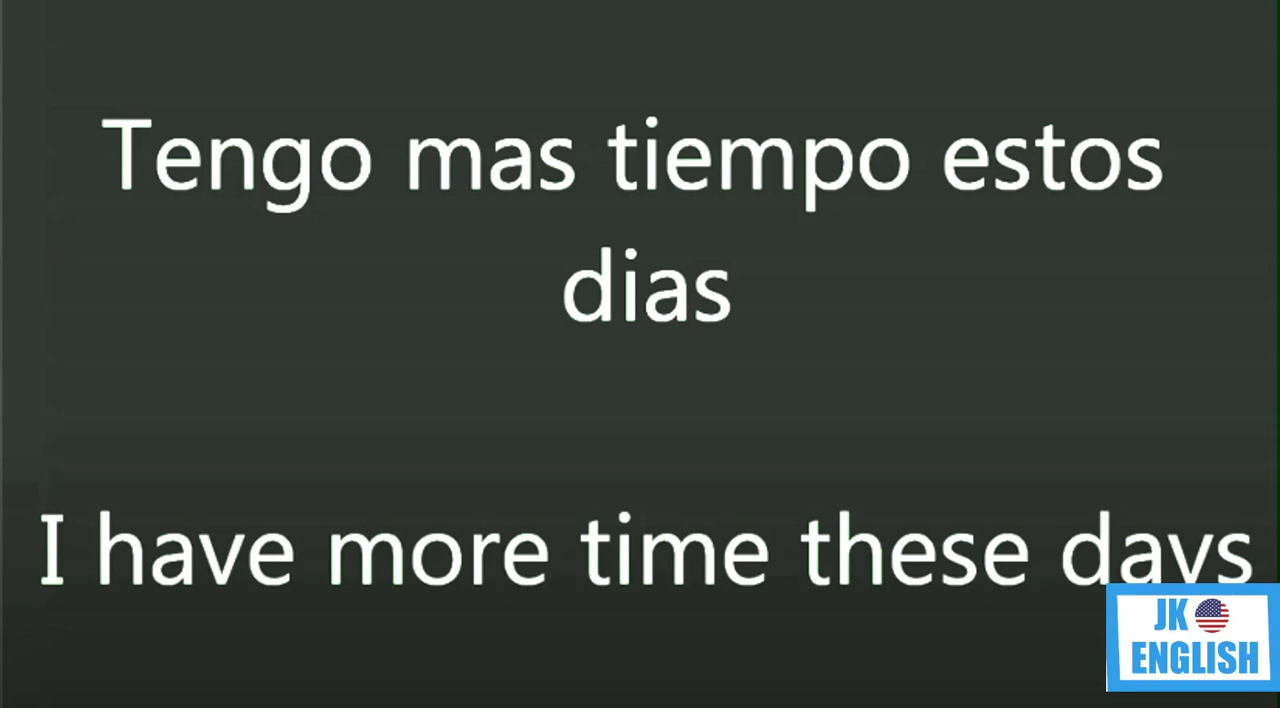 Tengo mas tiempo estos
dias
I have more time these days
JK
ENGLISH